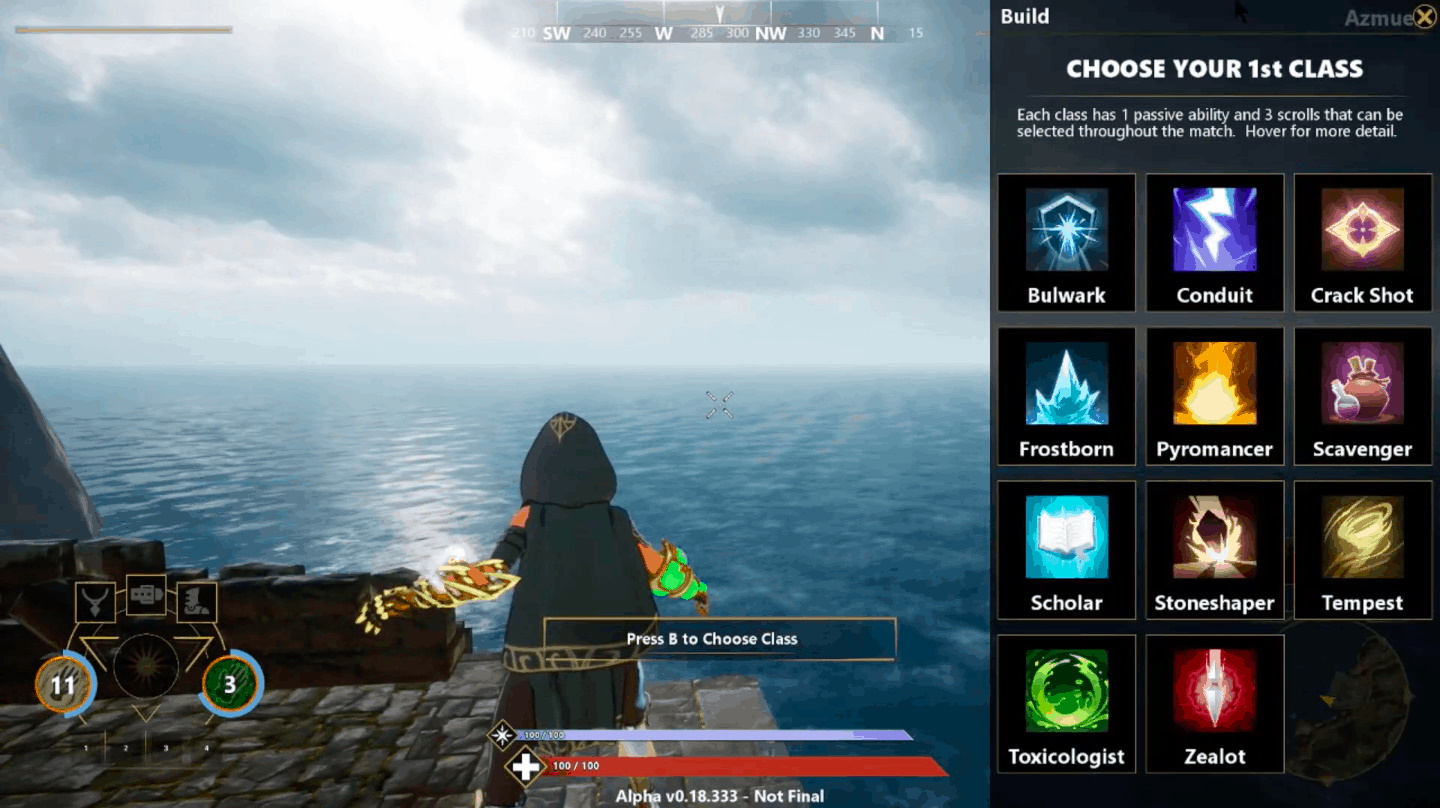 210 SW 240 255 W 285 300 NW 330 345 N 15
Build
Azmue
CHOOSE YOUR 1st CLASS
Each class has 1 passive ability and 3 scrolls that can be
selected throughout the match. Hover for more detail.
Bulwark
Conduit
Crack Shot
Frostborn
Pyromancer
Scavenger
Scholar
Stoneshaper
Tempest
Toxicologist
Zealot
Press B to Choose Class
11
3
1 2 3 4
100/100
100 / 100
Alpha v0.18.333 - Not Final